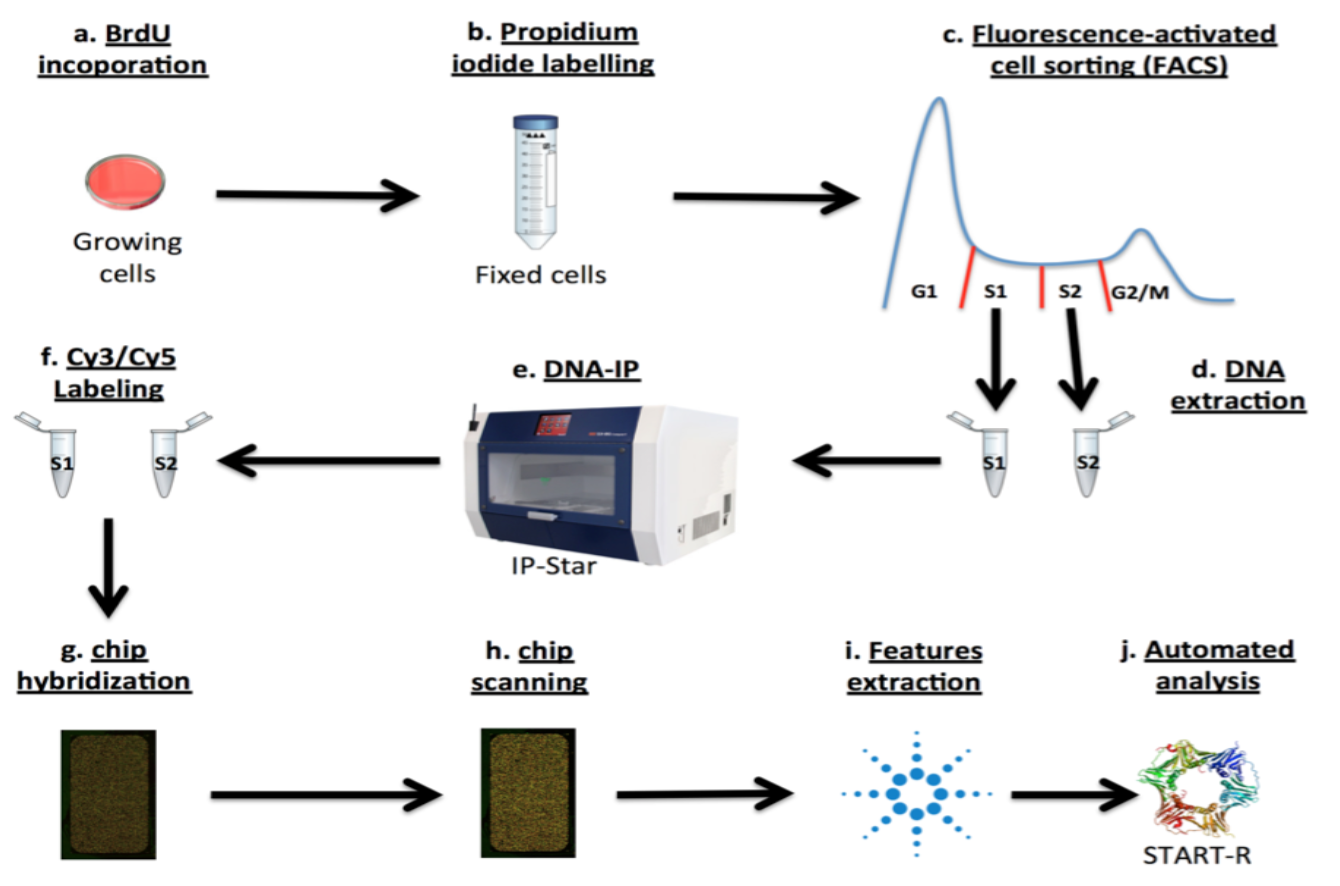 a. BrdU
incoporation
b. Propidium
iodide labelling
c. Fluorescence-activated
cell sorting (FACS)
Growing
cells
Fixed cells
G1
S1
S2
G2/M
d. DNA
extraction
S1
S2
e. DNA-IP
IP-Star
f. Cy3/Cy5
Labeling
S1
S2
g. chip
hybridization
h. chip
scanning
i. Features
extraction
j. Automated
analysis
START-R